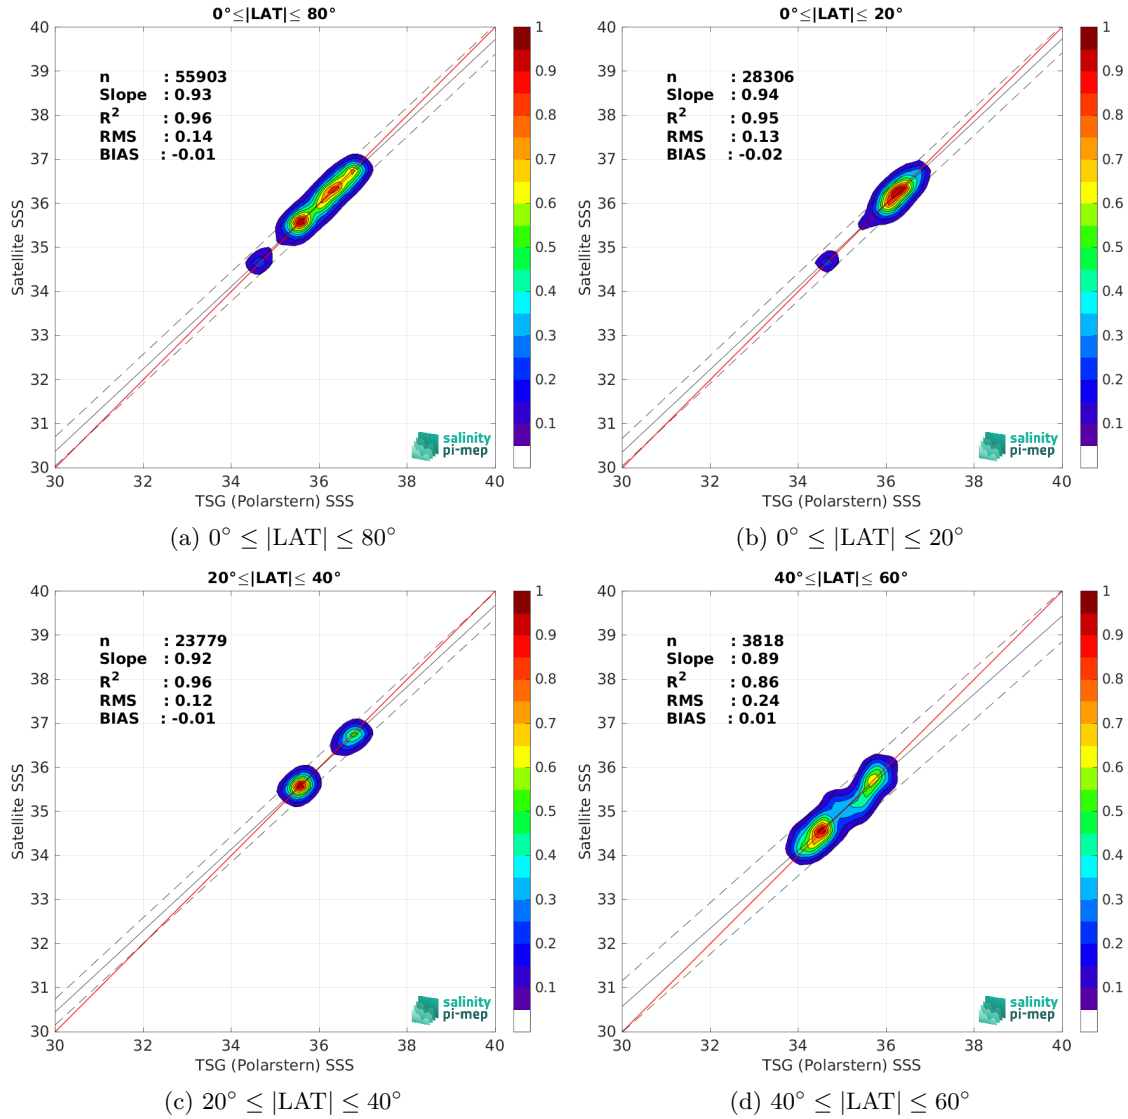 0°≤|LAT|≤ 80°
n : 55903
Slope : 0.93
R² : 0.96
RMS : 0.14
BIAS : -0.01
Satellite SSS
40
39
38
37
36
35
34
33
32
31
30
30 32 34 36 38 40
TSG (Polarstern) SSS
1
0.9
0.8
0.7
0.6
0.5
0.4
0.3
0.2
0.1
salinity
pi-mep
(a) 0° ≤ |LAT| ≤ 80°
0°≤|LAT|≤ 20°
n : 28306
Slope : 0.94
R² : 0.95
RMS : 0.13
BIAS : -0.02
Satellite SSS
40
39
38
37
36
35
34
33
32
31
30
30 32 34 36 38 40
TSG (Polarstern) SSS
1
0.9
0.8
0.7
0.6
0.5
0.4
0.3
0.2
0.1
salinity
pi-mep
(b) 0° ≤ |LAT| ≤ 20°
20°≤|LAT|≤ 40°
n : 23779
Slope : 0.92
R² : 0.96
RMS : 0.12
BIAS : -0.01
Satellite SSS
40
39
38
37
36
35
34
33
32
31
30
30 32 34 36 38 40
TSG (Polarstern) SSS
1
0.9
0.8
0.7
0.6
0.5
0.4
0.3
0.2
0.1
salinity
pi-mep
(c) 20° ≤ |LAT| ≤ 40°
40°≤|LAT|≤ 60°
n : 3818
Slope : 0.89
R² : 0.86
RMS : 0.24
BIAS : 0.01
Satellite SSS
40
39
38
37
36
35
34
33
32
31
30
30 32 34 36 38 40
TSG (Polarstern) SSS
1
0.9
0.8
0.7
0.6
0.5
0.4
0.3
0.2
0.1
salinity
pi-mep
(d) 40° ≤ |LAT| ≤ 60°